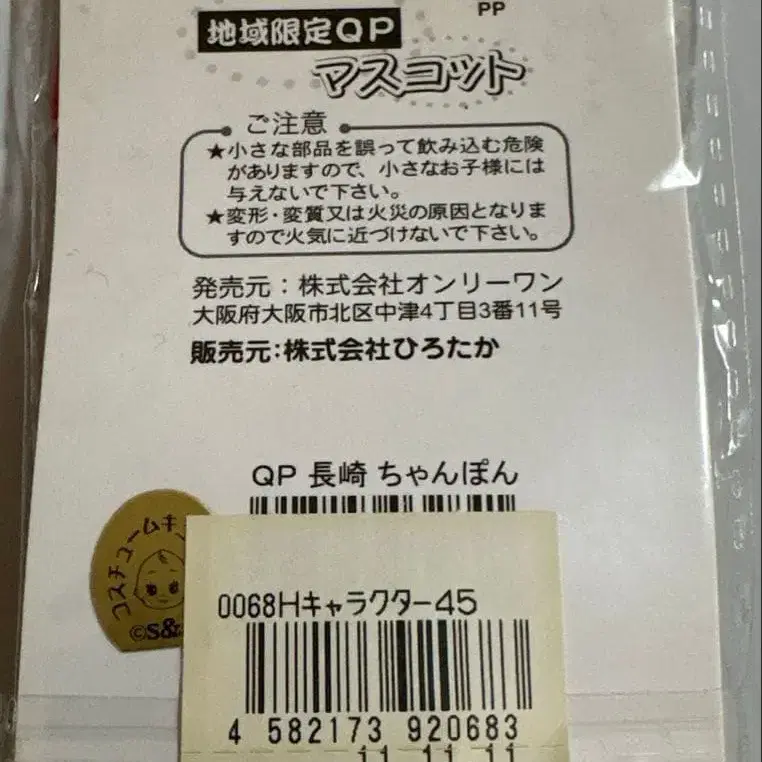 PP
地域限定QP
マスコット
ご注意
★小さな部品を誤って飲み込む危険
がありますので、小さなお子様には
与えないで下さい。
★変形・変質又は火災の原因となりま
すので火気に近づけないで下さい。
発売元：株式会社オンリーワン
大阪府大阪市北区中津4丁目3番11号
販売元:株式会社ひろたか
QP 長崎 ちゃんぽん
コスチュームキ
©S&
0068Hキャラクター45
4 582173 920683
11 11 11